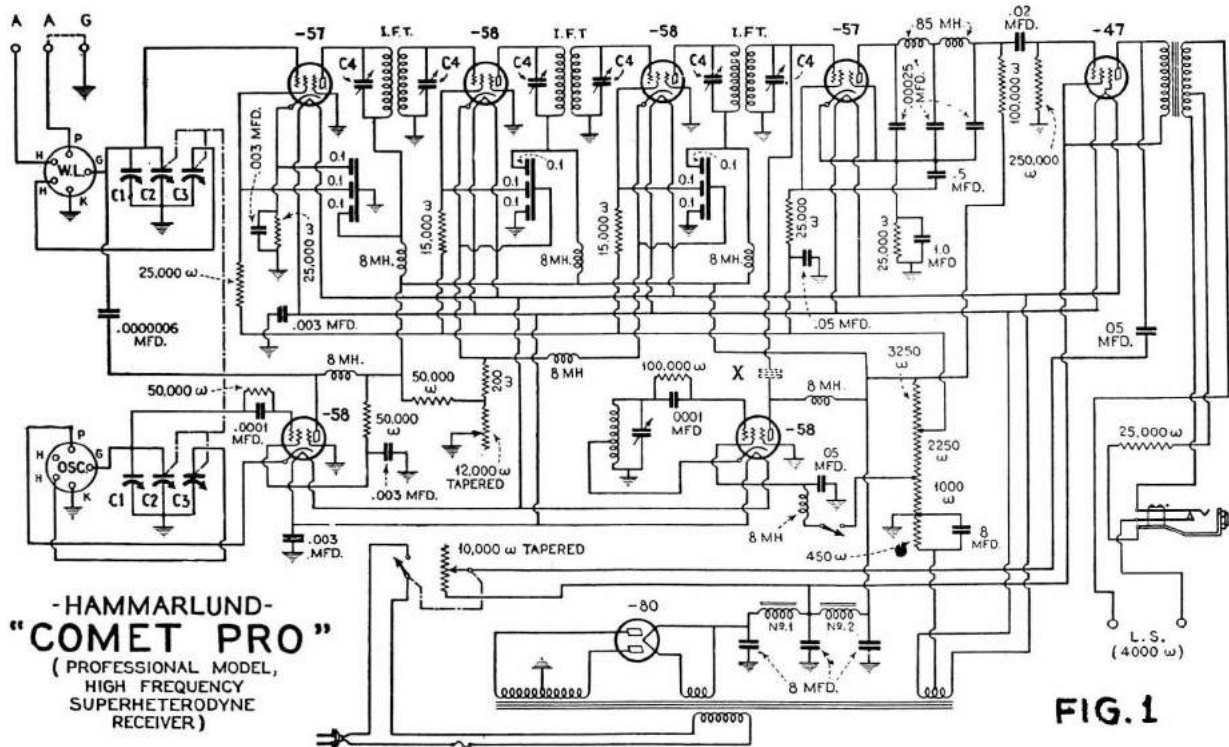 A A G
-57
I.F.T.
-58
I.F.T
-58
I.F.T
-57
.85 MH.
.02
MFD.
-47
C4
C4
C4
C4
C4
C4
.00025
MFD.
100,000 ω
250,000
ω
P
H
W.L.
G
H
K
C1
C2
C3
.003 MFD.
0.1
0.1
0.1
25,000 ω
15,000 ω
0.1
0.1
0.1
15,000 ω
0.1
0.1
0.1
25,000
ω
.5
MFD.
25,000
ω
1.0
MFD
8 MH.
8 MH.
8 MH.
25,000 ω
.003 MFD.
.05 MFD.
.0000006
MFD.
05
MFD.
8 MH.
50,000 ω
.0001
MFD.
-58
50,000
ω
50,000
ω
200
ω
8 MH
100,000 ω
0001
MFD
X
8 MH.
-58
3250
ω
2250
ω
1000
ω
25,000 ω
P
H
OSC.
G
H
K
C1
C2
C3
.003 MFD.
12,000 ω
TAPERED
05
MFD.
8 MH
450 ω
8
MFD.
.003
MFD.
10,000 ω TAPERED
-80
Nº.1
Nº.2
8 MFD.
L.S.
(4000 ω)
-HAMMARLUND-
"COMET PRO"
(PROFESSIONAL MODEL,
HIGH FREQUENCY
SUPERHETERODYNE
RECEIVER)
FIG.1